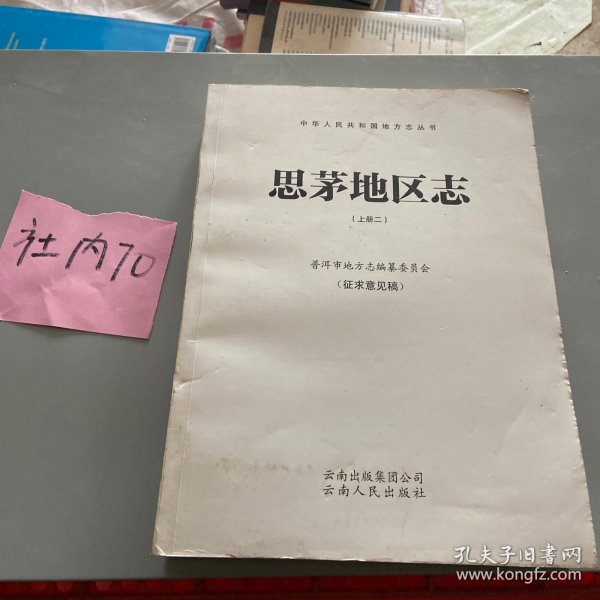 中华人民共和国地方志丛书
思茅地区志
(上册二)
普洱市地方志编纂委员会
(征求意见稿)
云南出版集团公司
云南人民出版社
社内70
孔夫子旧书网
www.kongfz.com